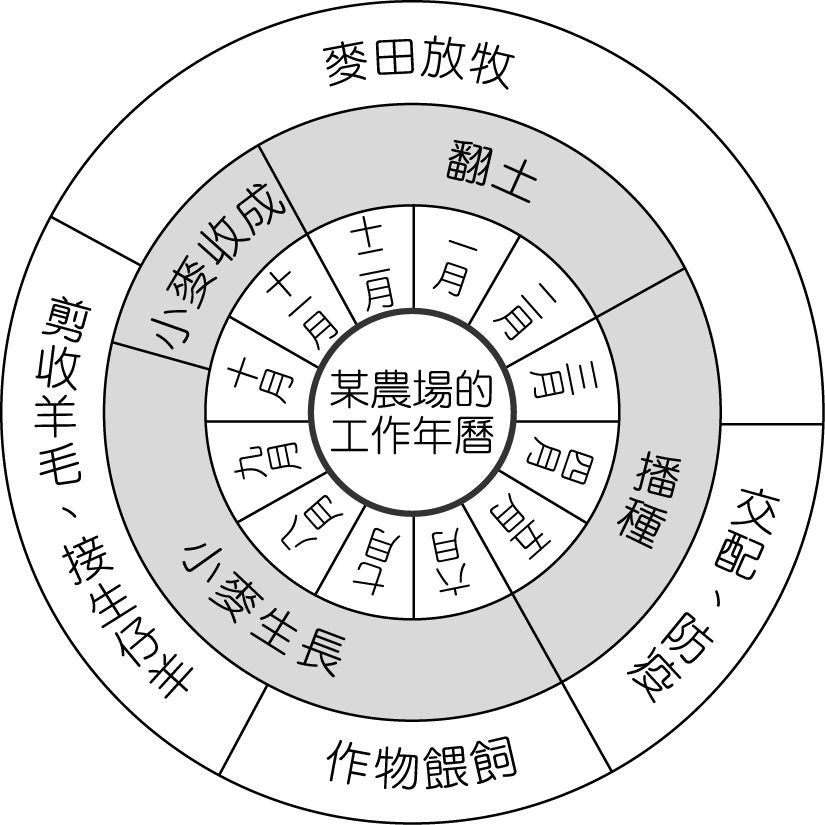 麥田放牧
翻土
小麥收成
播種
小麥生長
剪收羊毛、接生仔羊
交配、防疫
作物餵飼
一月
二月
三月
四月
五月
六月
七月
八月
九月
十月
十一月
十二月
某農場的
工作年曆